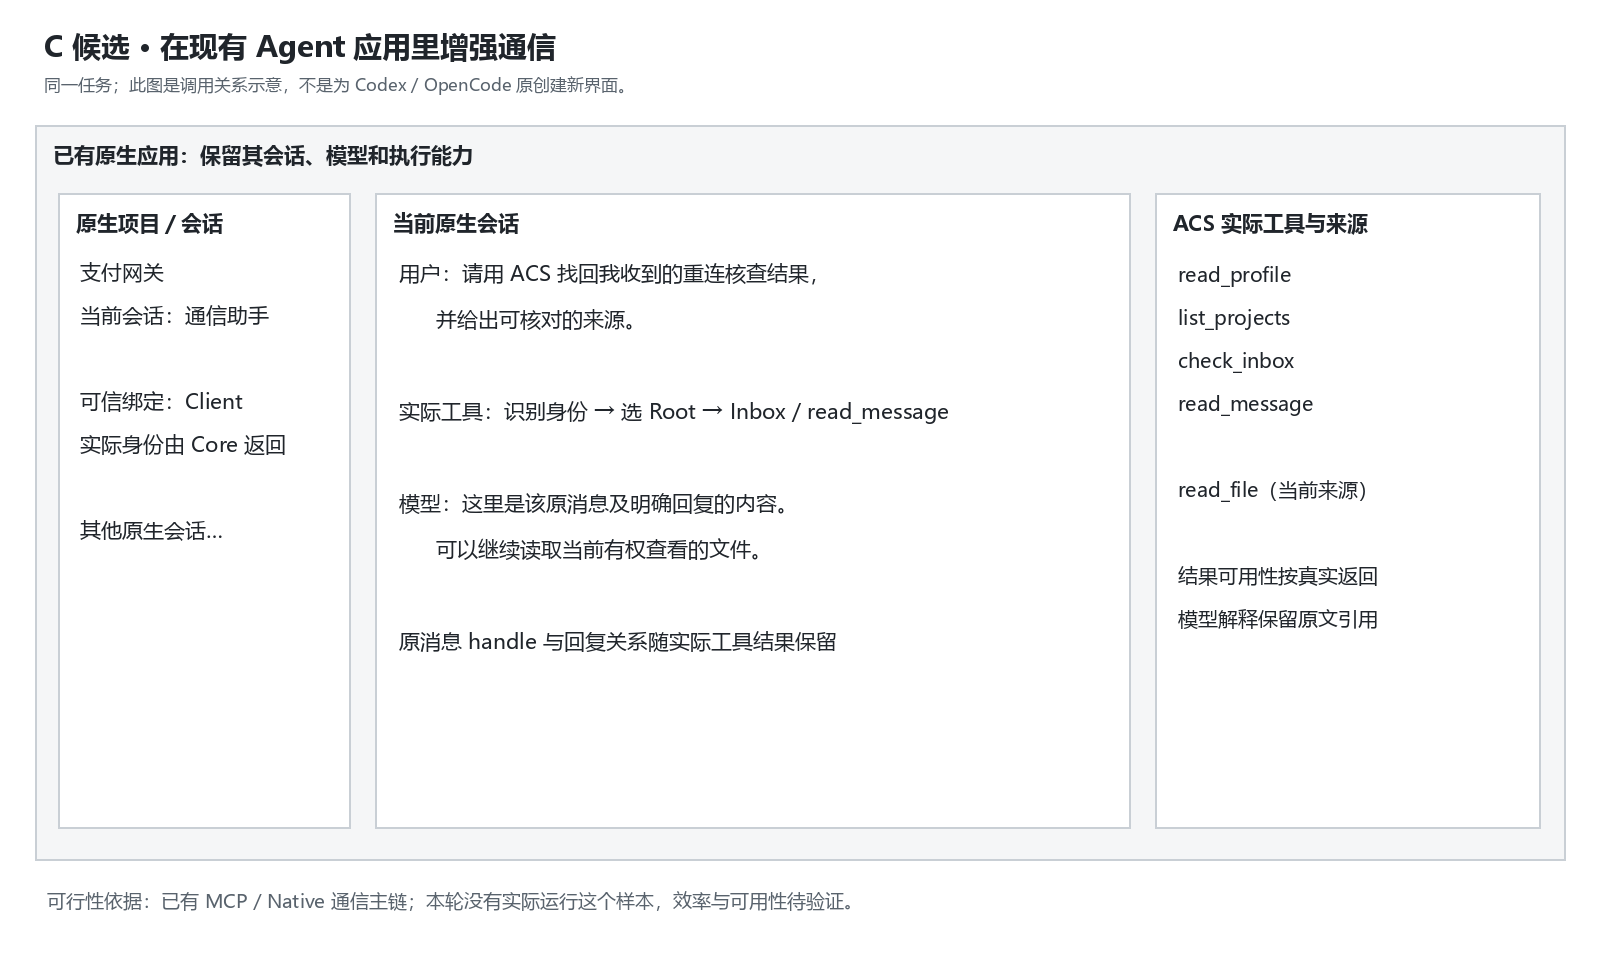 C 候选 · 在现有 Agent 应用里增强通信
同一任务；此图是调用关系示意，不是为 Codex / OpenCode 原创建新界面。
已有原生应用：保留其会话、模型和执行能力
原生项目 / 会话
支付网关
当前会话：通信助手
可信绑定：Client
实际身份由 Core 返回
其他原生会话…
当前原生会话
用户：请用 ACS 找回我收到的重连核查结果，
并给出可核对的来源。
实际工具：识别身份 → 选 Root → Inbox / read_message
模型：这里是该原消息及明确回复的内容。
可以继续读取当前有权查看的文件。
原消息 handle 与回复关系随实际工具结果保留
ACS 实际工具与来源
read_profile
list_projects
check_inbox
read_message
read_file（当前来源）
结果可用性按真实返回
模型解释保留原文引用
可行性依据：已有 MCP / Native 通信主链；本轮没有实际运行这个样本，效率与可用性待验证。